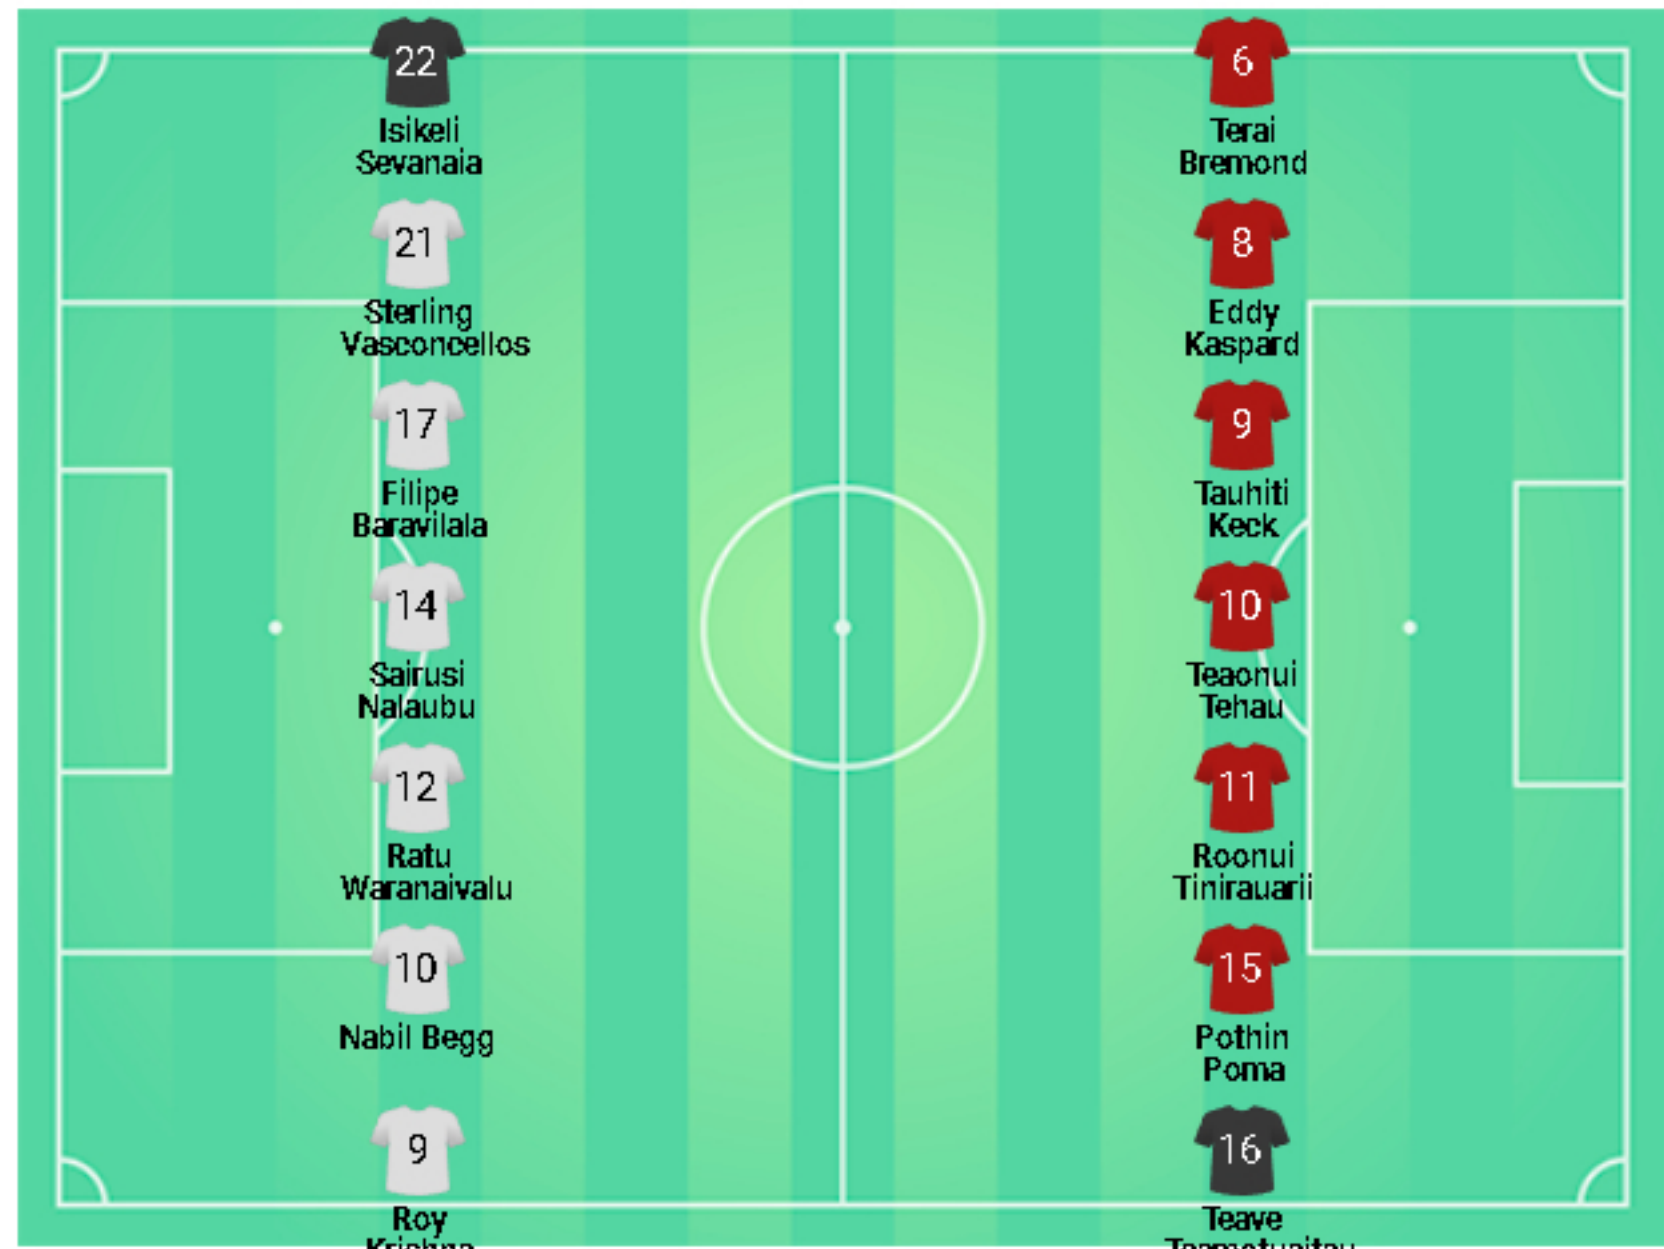 22
Isikeli
Sevanaia
21
Sterling
Vasconcellos
17
Filipe
Baravilala
14
Sairusi
Nalaubu
12
Ratu
Waranaivalu
10
Nabil Begg
9
Roy
Krishna
6
Terai
Bremond
8
Eddy
Kaspard
9
Tauhiti
Keck
10
Teaonui
Tehau
11
Roonui
Tinirauarii
15
Pothin
Poma
16
Teave